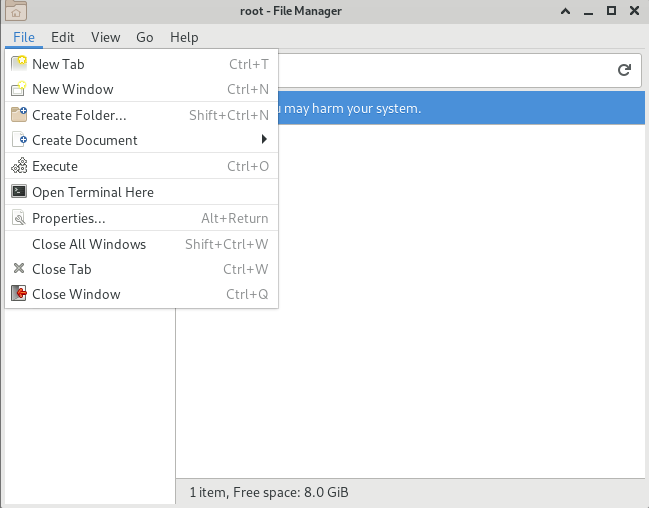 root - File Manager
File Edit View Go Help
New Tab Ctrl+T
New Window Ctrl+N
Create Folder... Shift+Ctrl+N
may harm your system.
Create Document
Execute Ctrl+O
Open Terminal Here
Properties... Alt+Return
Close All Windows Shift+Ctrl+W
Close Tab Ctrl+W
Close Window Ctrl+Q
1 item, Free space: 8.0 GiB